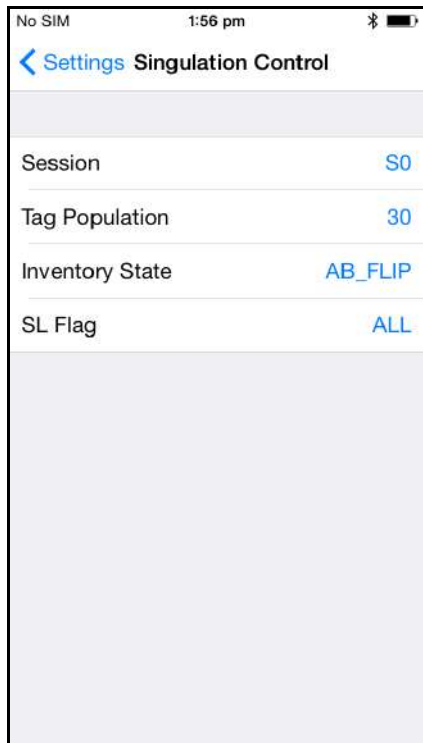 No SIM 1:56 pm
Settings Singulation Control
Session S0
Tag Population 30
Inventory State AB_FLIP
SL Flag ALL